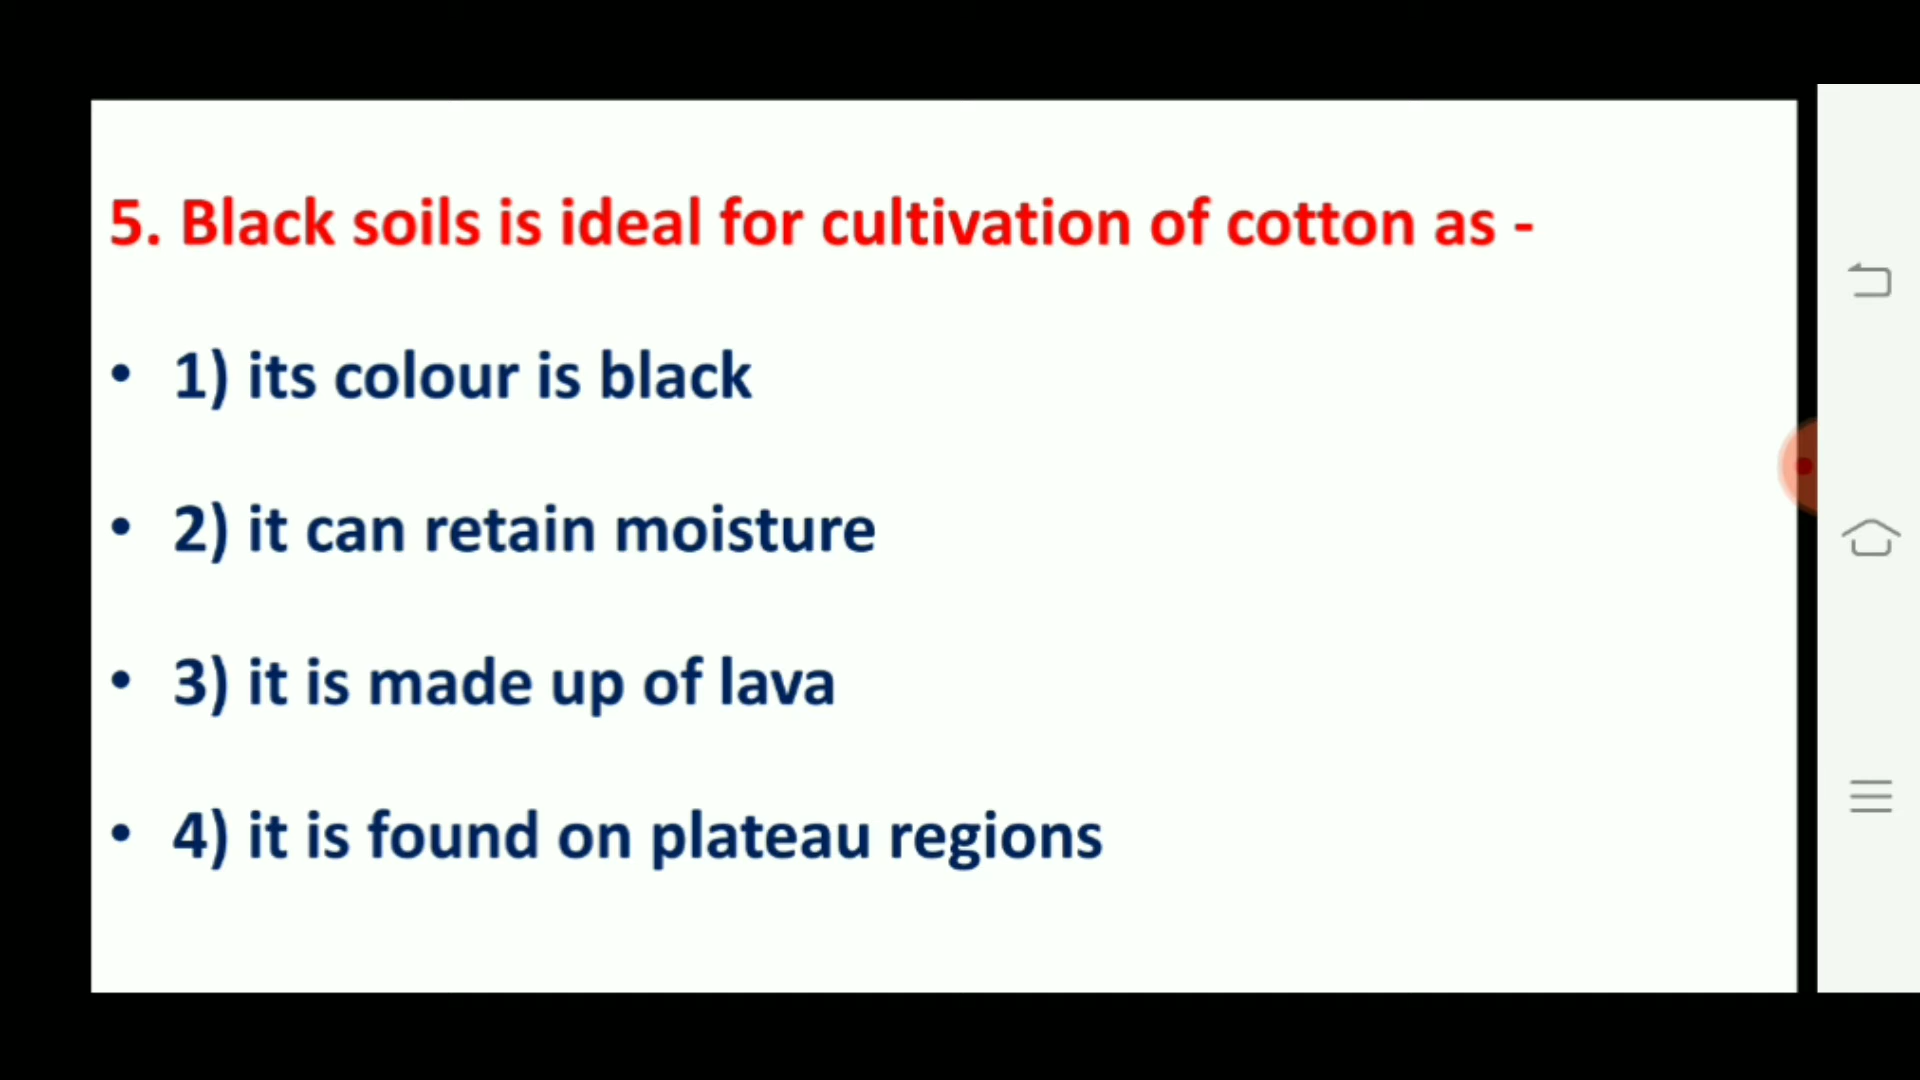 5. Black soils is ideal for cultivation of cotton as -
• 1) its colour is black
• 2) it can retain moisture
• 3) it is made up of lava
• 4) it is found on plateau regions